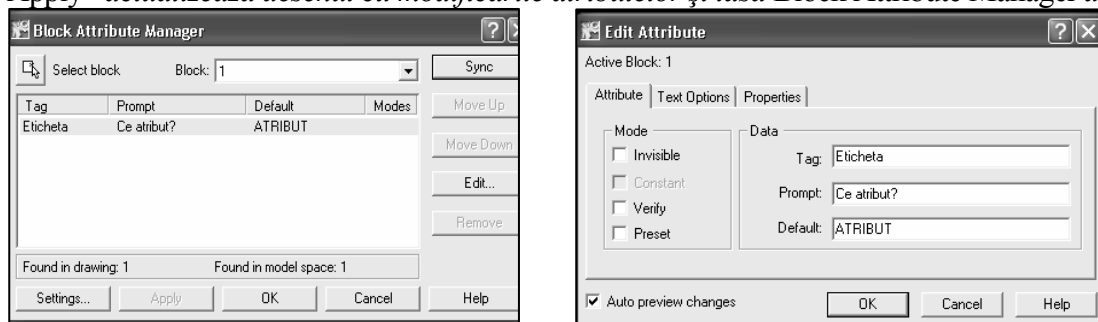 Apply - actualizează desenul cu modificările atributelor şi lasă Block Attribute Manager
Block Attribute Manager
Select block Block: 1
Sync
Tag Prompt Default Modes
Move Up
Eticheta Ce atribut? ATRIBUT
Move Down
Edit...
Remove
Found in drawing: 1 Found in model space: 1
Settings... Apply OK Cancel Help
Edit Attribute
Active Block: 1
Attribute Text Options Properties
Mode
Invisible
Constant
Verify
Preset
Data
Tag: Eticheta
Prompt: Ce atribut?
Default: ATRIBUT
Auto preview changes OK Cancel Help